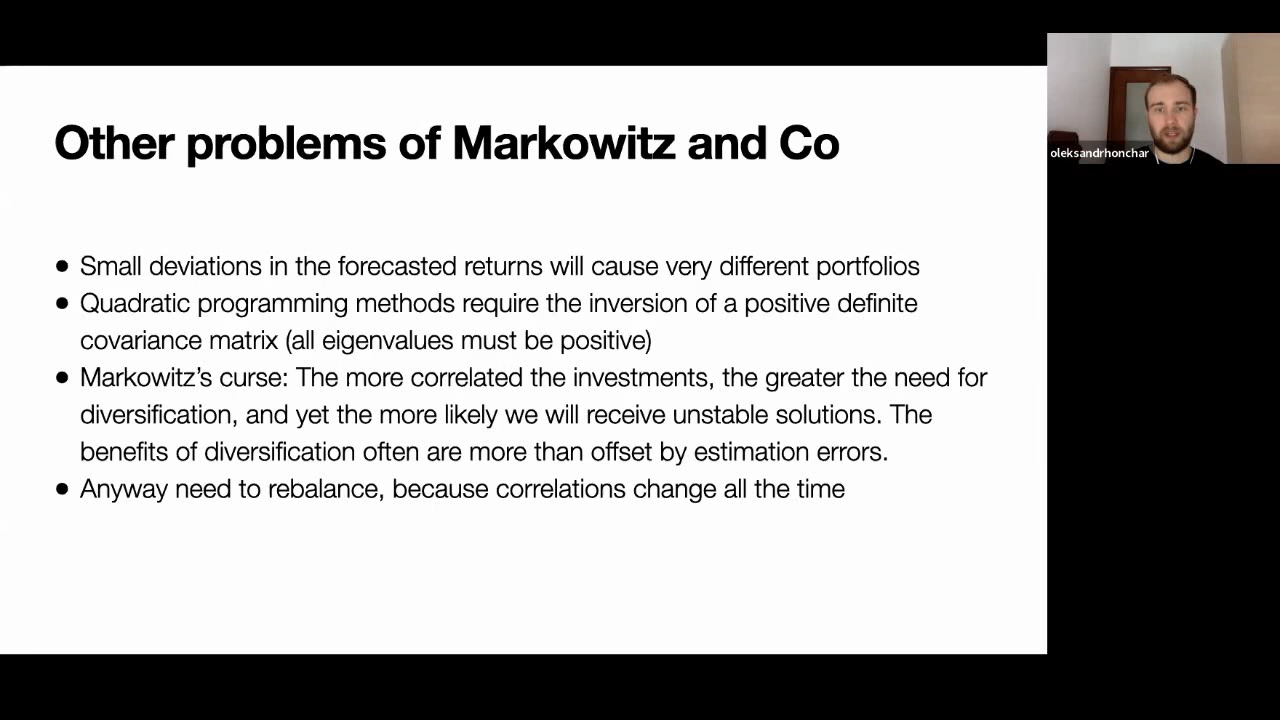 Other problems of Markowitz and Co
oleksandrhonchar
● Small deviations in the forecasted returns will cause very different portfolios
● Quadratic programming methods require the inversion of a positive definite
covariance matrix (all eigenvalues must be positive)
● Markowitz’s curse: The more correlated the investments, the greater the need for
diversification, and yet the more likely we will receive unstable solutions. The
benefits of diversification often are more than offset by estimation errors.
● Anyway need to rebalance, because correlations change all the time